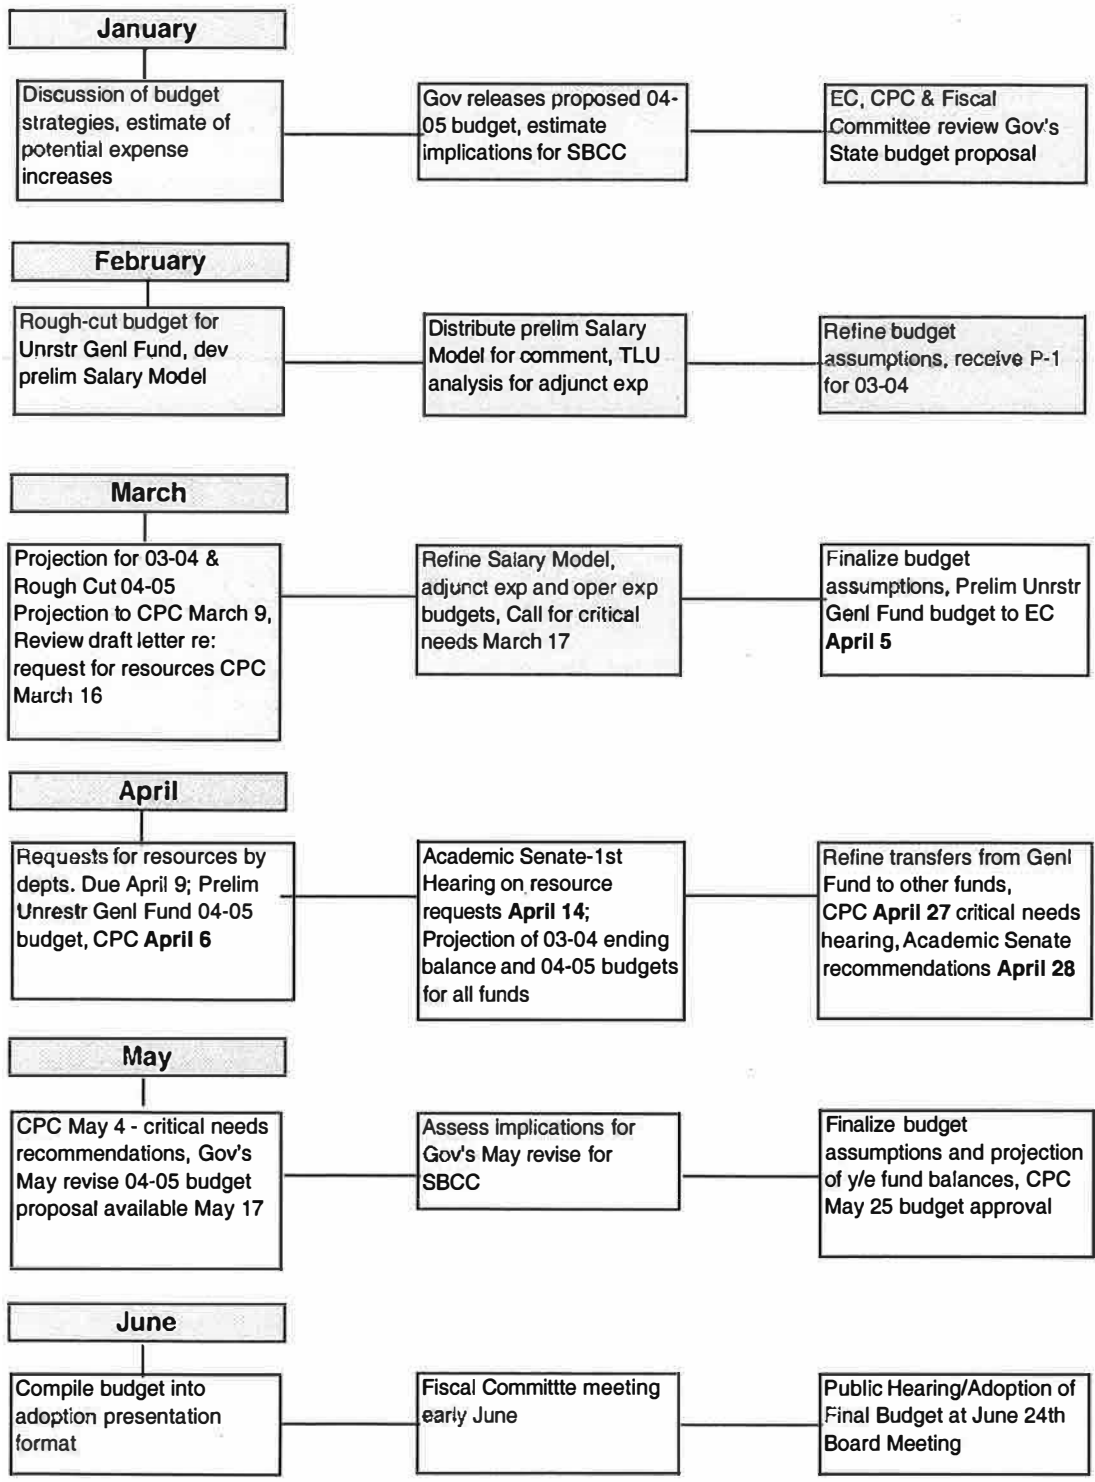 January
Discussion of budget
strategies, estimate of
potential expense
increases
Gov releases proposed 04-
05 budget, estimate
implications for SBCC
EC, CPC & Fiscal
Committee review Gov's
State budget proposal
February
Rough-cut budget for
Unrstr Genl Fund, dev
prelim Salary Model
Distribute prelim Salary
Model for comment, TLU
analysis for adjunct exp
Refine budget
assumptions, receive P-1
for 03-04
March
Projection for 03-04 &
Rough Cut 04-05
Projection to CPC March 9,
Review draft letter re:
request for resources CPC
March 16
Refine Salary Model,
adjunct exp and oper exp
budgets, Call for critical
needs March 17
Finalize budget
assumptions, Prelim Unrstr
Genl Fund budget to EC
April 5
April
Requests for resources by
depts. Due April 9; Prelim
Unrestr Genl Fund 04-05
budget, CPC April 6
Academic Senate-1st
Hearing on resource
requests April 14;
Projection of 03-04 ending
balance and 04-05 budgets
for all funds
Refine transfers from Genl
Fund to other funds,
CPC April 27 critical needs
hearing, Academic Senate
recommendations April 28
May
CPC May 4 - critical needs
recommendations, Gov's
May revise 04-05 budget
proposal available May 17
Assess implications for
Gov's May revise for
SBCC
Finalize budget
assumptions and projection
of y/e fund balances, CPC
May 25 budget approval
June
Compile budget into
adoption presentation
format
Fiscal Committte meeting
early June
Public Hearing/Adoption of
Final Budget at June 24th
Board Meeting